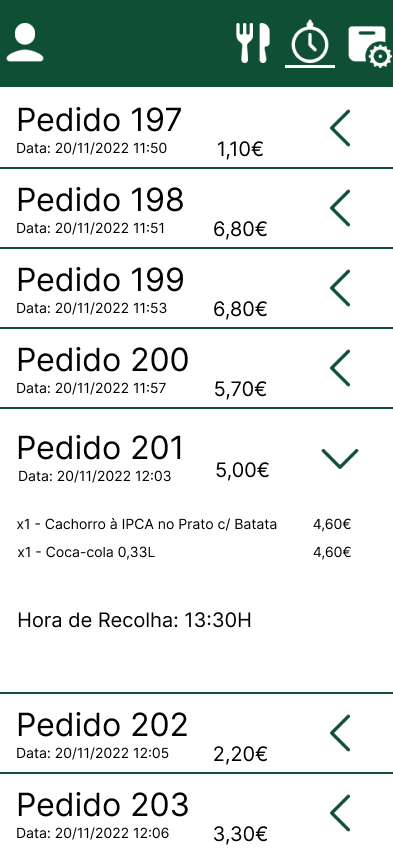 Pedido 197
Data: 20/11/2022 11:50 1,10€
Pedido 198
Data: 20/11/2022 11:51 6,80€
Pedido 199
Data: 20/11/2022 11:53 6,80€
Pedido 200
Data: 20/11/2022 11:57 5,70€
Pedido 201
Data: 20/11/2022 12:03 5,00€
x1 - Cachorro à IPCA no Prato c/ Batata 4,60€
x1 - Coca-cola 0,33L 4,60€
Hora de Recolha: 13:30H
Pedido 202
Data: 20/11/2022 12:05 2,20€
Pedido 203
Data: 20/11/2022 12:06 3,30€